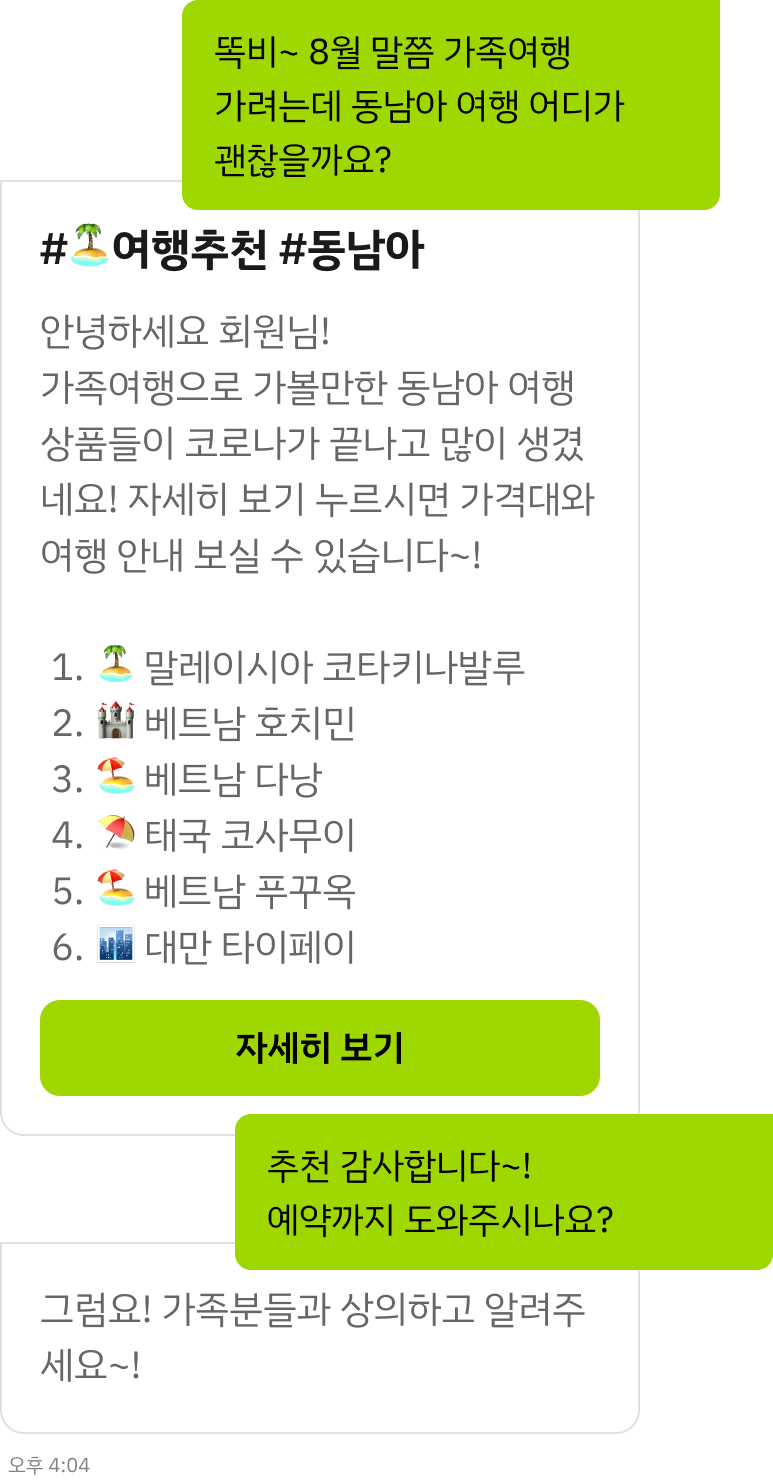 똑비~ 8월 말쯤 가족여행
가려는데 동남아 여행 어디가
괜찮을까요?
#🏝️여행추천 #동남아
안녕하세요 회원님!
가족여행으로 가볼만한 동남아 여행
상품들이 코로나가 끝나고 많이 생겼
네요! 자세히 보기 누르시면 가격대와
여행 안내 보실 수 있습니다~!
1. 🏝️ 말레이시아 코타키나발루
2. 🏰 베트남 호치민
3. 🏖️ 베트남 다낭
4. ⛱️ 태국 코사무이
5. 🏖️ 베트남 푸꾸옥
6. 🏙️ 대만 타이페이
자세히 보기
추천 감사합니다~!
예약까지 도와주시나요?
그럼요! 가족분들과 상의하고 알려주
세요~!
오후 4:04